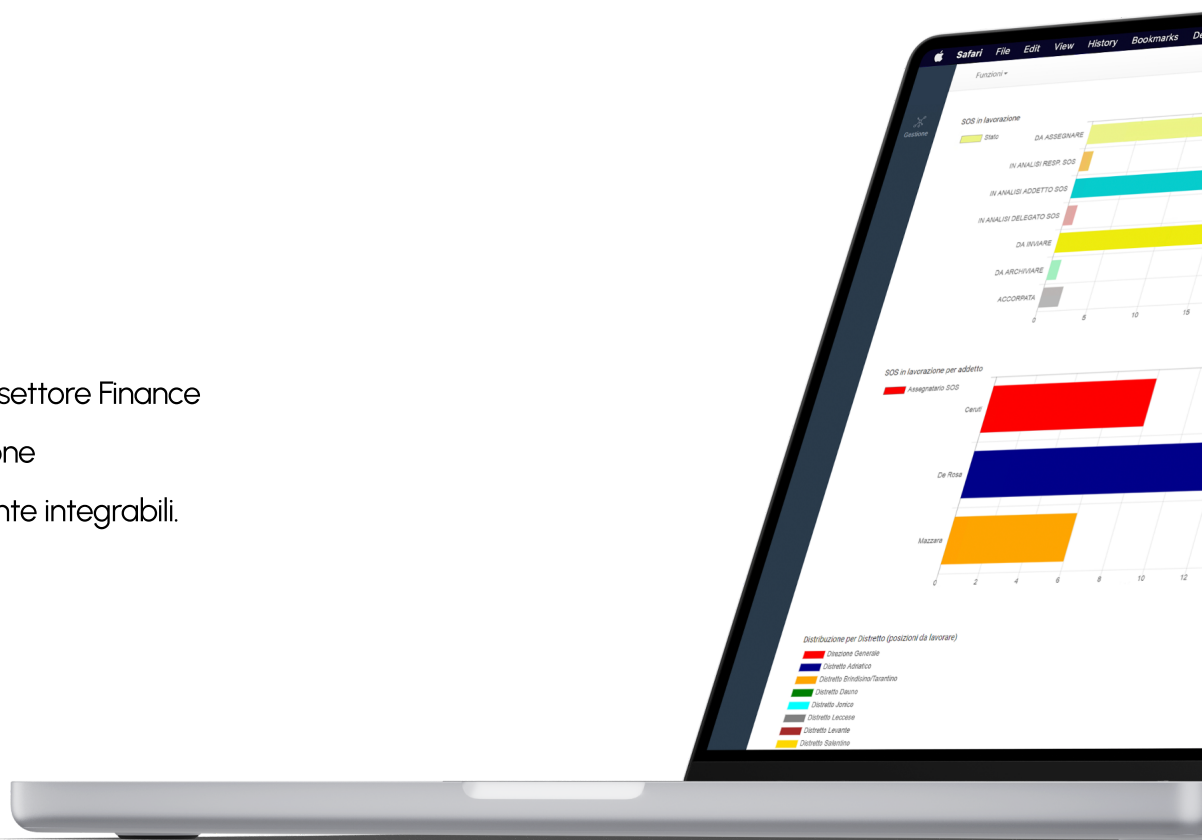 settore Finance
one
nte integrabili.
Safari File Edit View History Bookmarks De
Funzioni
Gestione
SOS in lavorazione
Stato
DA ASSEGNARE
IN ANALISI RESP. SOS
IN ANALISI ADDETTO SOS
IN ANALISI DELEGATO SOS
DA INVIARE
DA ARCHIVIARE
ACCORPATA
0 5 10 15
SOS in lavorazione per addetto
Assegnatario SOS
Ceruti
De Rosa
Mazzara
0 2 4 6 8 10 12
Distribuzione per Distretto (posizioni da lavorare)
Direzione Generale
Distretto Adriatico
Distretto Brindisino/Tarantino
Distretto Dauno
Distretto Jonico
Distretto Leccese
Distretto Levante
Distretto Salentino